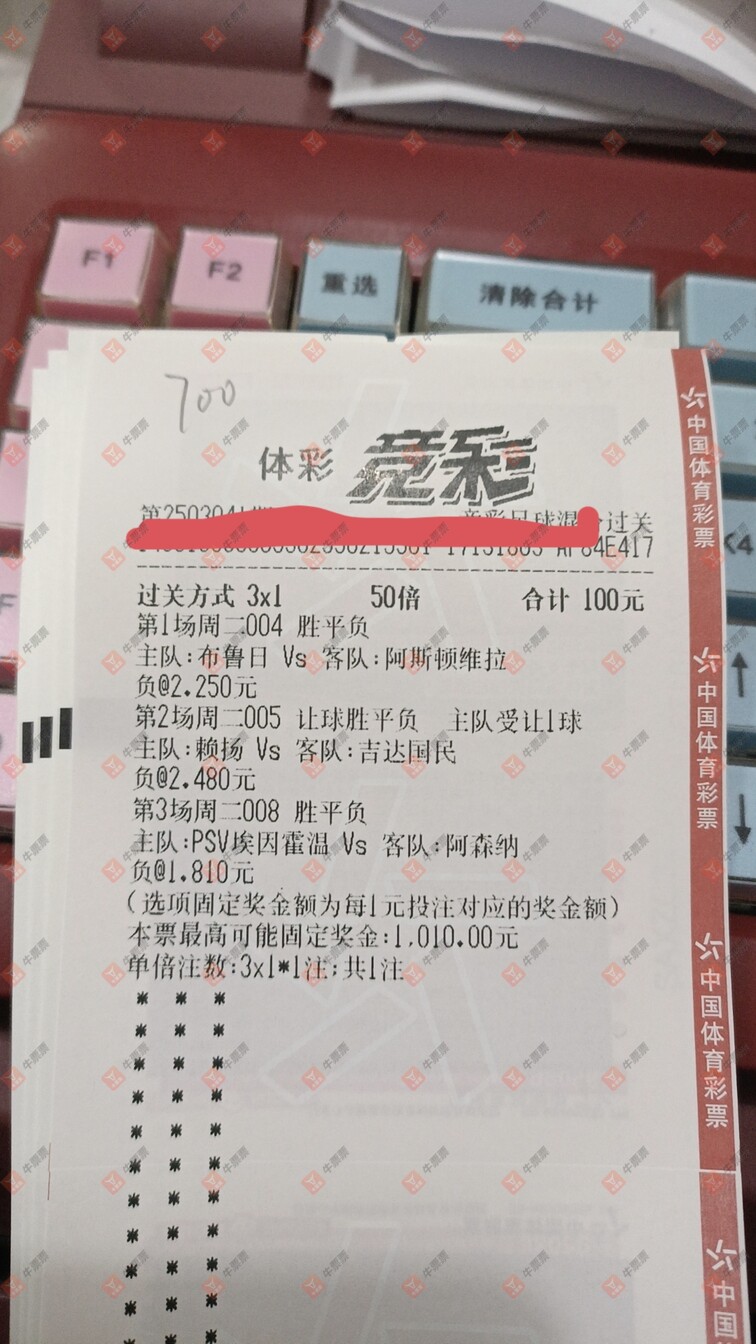 F1
F2
重选
清除合计
700
体彩 竞彩
过关
AF84E417
过关方式 3x1 50倍 合计 100元
第1场周二004 胜平负
主队:布鲁日 Vs 客队:阿斯顿维拉
负@2.250元
第2场周二005 让球胜平负 主队受让1球
主队:赖扬 Vs 客队:吉达国民
负@2.480元
第3场周二008 胜平负
主队:PSV埃因霍温 Vs 客队:阿森纳
负@1.810元
(选项固定奖金额为每1元投注对应的奖金额)
本票最高可能固定奖金:1,010.00元
单倍注数:3x1*1注;共1注
* * *
* * *
* * *
* * *
* * *
* * *
* * *
* * *
* * *
* * *
* * *
中国体育彩票
中国体育彩票
中国体育彩票
中国
牛票票